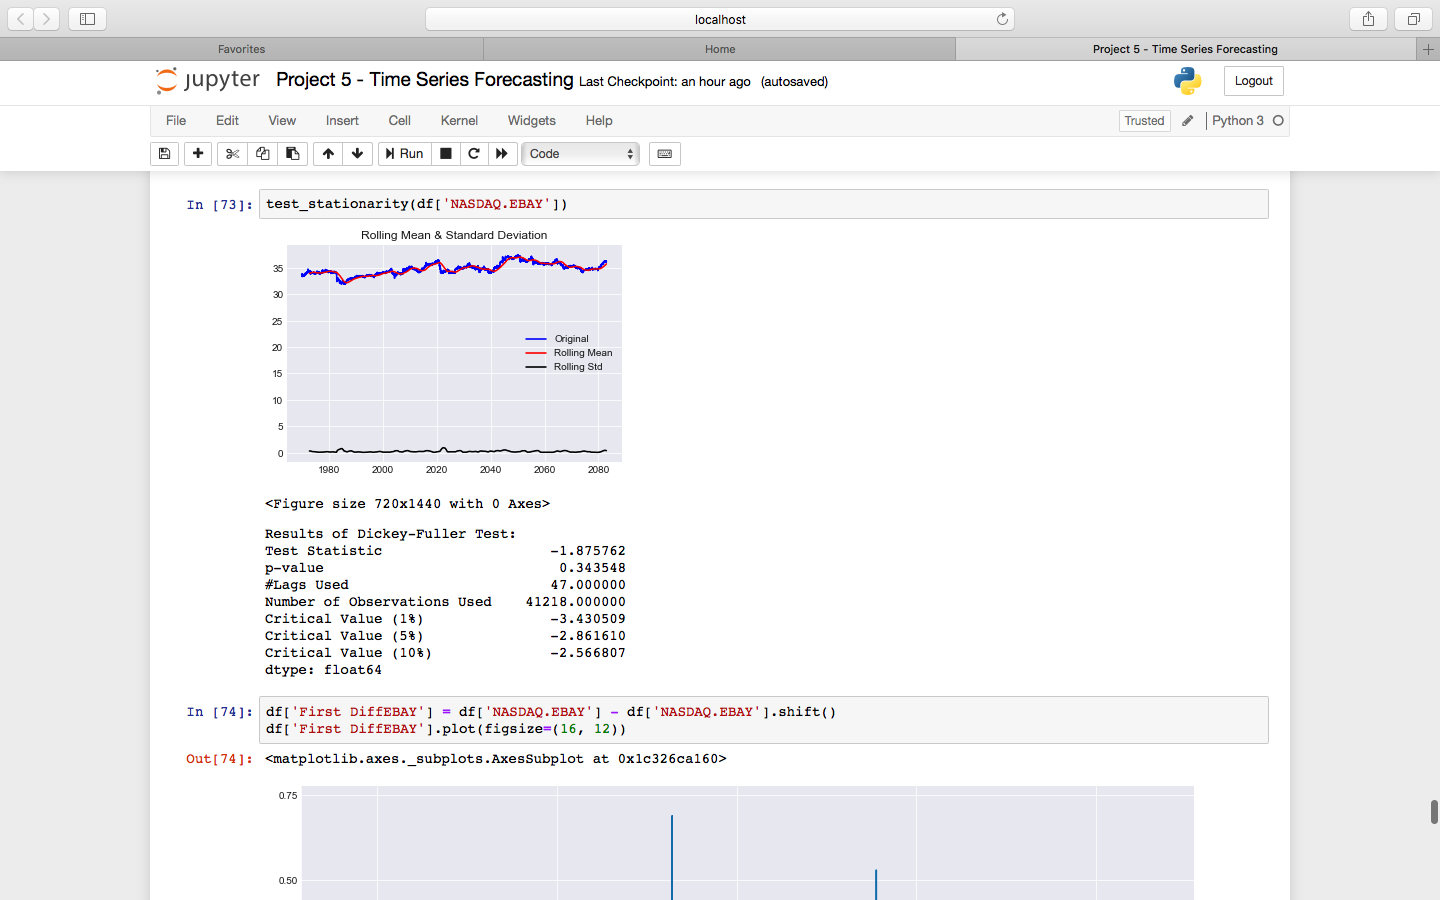 localhost
Favorites
Home
Project 5 - Time Series Forecasting
jupyter Project 5 - Time Series Forecasting Last Checkpoint: an hour ago (autosaved)
Logout
File Edit View Insert Cell Kernel Widgets Help
Trusted
Python 3
Run
Code
In [73]: test_stationarity(df['NASDAQ.EBAY'])
Rolling Mean & Standard Deviation
35
30
25
20
15
10
5
0
Original
Rolling Mean
Rolling Std
1980 2000 2020 2040 2060 2080
<Figure size 720x1440 with 0 Axes>
Results of Dickey-Fuller Test:
Test Statistic -1.875762
p-value 0.343548
#Lags Used 47.000000
Number of Observations Used 41218.000000
Critical Value (1%) -3.430509
Critical Value (5%) -2.861610
Critical Value (10%) -2.566807
dtype: float64
In [74]: df['First DiffEBAY'] = df['NASDAQ.EBAY'] - df['NASDAQ.EBAY'].shift()
df['First DiffEBAY'].plot(figsize=(16, 12))
Out[74]: <matplotlib.axes._subplots.AxesSubplot at 0x1c326ca160>
0.75
0.50